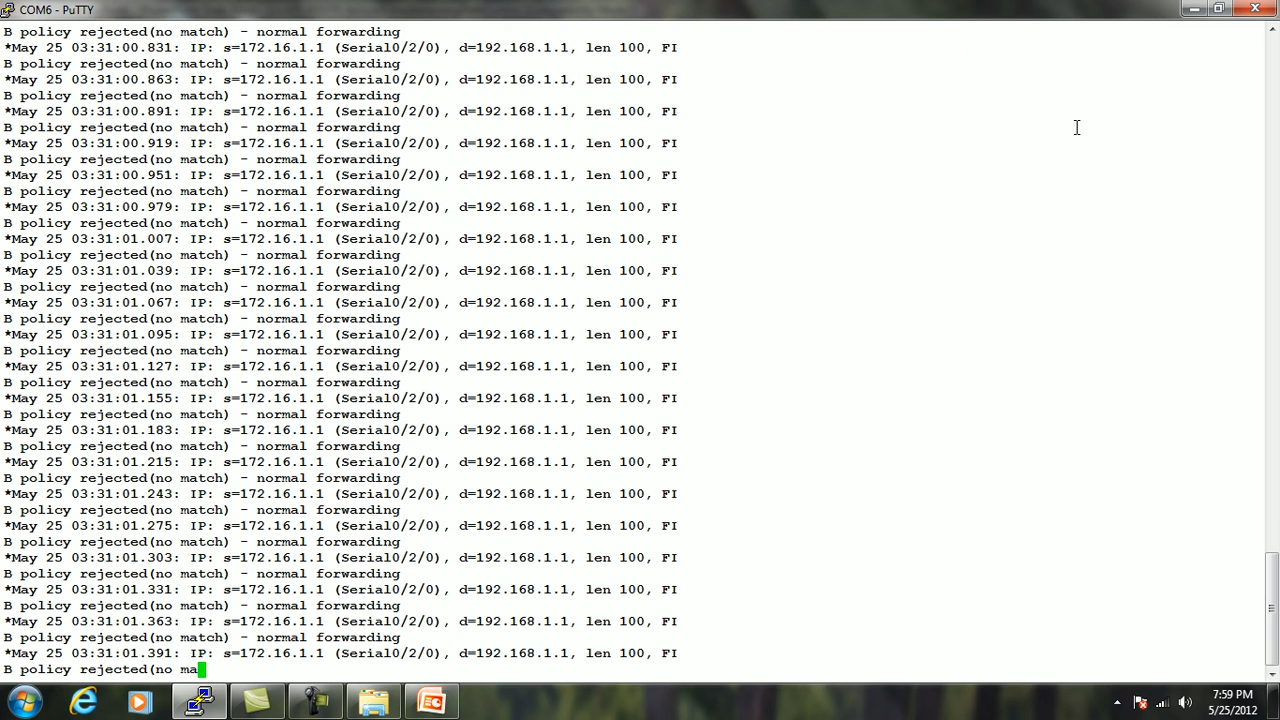 COM6 - PuTTY
B policy rejected(no match) - normal forwarding
*May 25 03:31:00.831: IP: s=172.16.1.1 (Serial0/2/0), d=192.168.1.1, len 100, FI
B policy rejected(no match) - normal forwarding
*May 25 03:31:00.863: IP: s=172.16.1.1 (Serial0/2/0), d=192.168.1.1, len 100, FI
B policy rejected(no match) - normal forwarding
*May 25 03:31:00.891: IP: s=172.16.1.1 (Serial0/2/0), d=192.168.1.1, len 100, FI
B policy rejected(no match) - normal forwarding
*May 25 03:31:00.919: IP: s=172.16.1.1 (Serial0/2/0), d=192.168.1.1, len 100, FI
B policy rejected(no match) - normal forwarding
*May 25 03:31:00.951: IP: s=172.16.1.1 (Serial0/2/0), d=192.168.1.1, len 100, FI
B policy rejected(no match) - normal forwarding
*May 25 03:31:00.979: IP: s=172.16.1.1 (Serial0/2/0), d=192.168.1.1, len 100, FI
B policy rejected(no match) - normal forwarding
*May 25 03:31:01.007: IP: s=172.16.1.1 (Serial0/2/0), d=192.168.1.1, len 100, FI
B policy rejected(no match) - normal forwarding
*May 25 03:31:01.039: IP: s=172.16.1.1 (Serial0/2/0), d=192.168.1.1, len 100, FI
B policy rejected(no match) - normal forwarding
*May 25 03:31:01.067: IP: s=172.16.1.1 (Serial0/2/0), d=192.168.1.1, len 100, FI
B policy rejected(no match) - normal forwarding
*May 25 03:31:01.095: IP: s=172.16.1.1 (Serial0/2/0), d=192.168.1.1, len 100, FI
B policy rejected(no match) - normal forwarding
*May 25 03:31:01.127: IP: s=172.16.1.1 (Serial0/2/0), d=192.168.1.1, len 100, FI
B policy rejected(no match) - normal forwarding
*May 25 03:31:01.155: IP: s=172.16.1.1 (Serial0/2/0), d=192.168.1.1, len 100, FI
B policy rejected(no match) - normal forwarding
*May 25 03:31:01.183: IP: s=172.16.1.1 (Serial0/2/0), d=192.168.1.1, len 100, FI
B policy rejected(no match) - normal forwarding
*May 25 03:31:01.215: IP: s=172.16.1.1 (Serial0/2/0), d=192.168.1.1, len 100, FI
B policy rejected(no match) - normal forwarding
*May 25 03:31:01.243: IP: s=172.16.1.1 (Serial0/2/0), d=192.168.1.1, len 100, FI
B policy rejected(no match) - normal forwarding
*May 25 03:31:01.275: IP: s=172.16.1.1 (Serial0/2/0), d=192.168.1.1, len 100, FI
B policy rejected(no match) - normal forwarding
*May 25 03:31:01.303: IP: s=172.16.1.1 (Serial0/2/0), d=192.168.1.1, len 100, FI
B policy rejected(no match) - normal forwarding
*May 25 03:31:01.331: IP: s=172.16.1.1 (Serial0/2/0), d=192.168.1.1, len 100, FI
B policy rejected(no match) - normal forwarding
*May 25 03:31:01.363: IP: s=172.16.1.1 (Serial0/2/0), d=192.168.1.1, len 100, FI
B policy rejected(no match) - normal forwarding
*May 25 03:31:01.391: IP: s=172.16.1.1 (Serial0/2/0), d=192.168.1.1, len 100, FI
B policy rejected(no ma
7:59 PM
5/25/2012